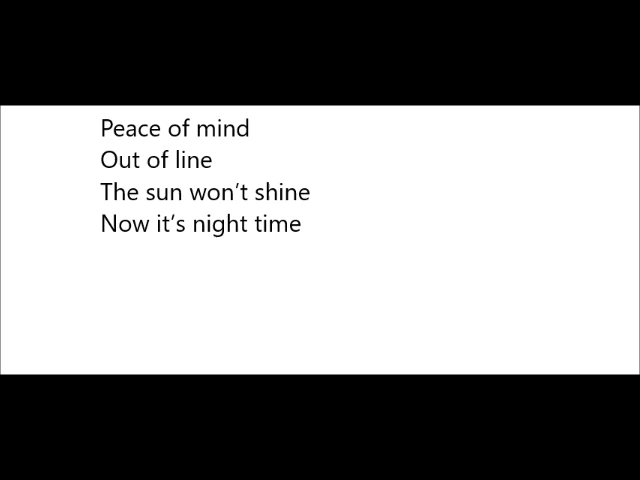 Peace of mind
Out of line
The sun won’t shine
Now it‘s night time